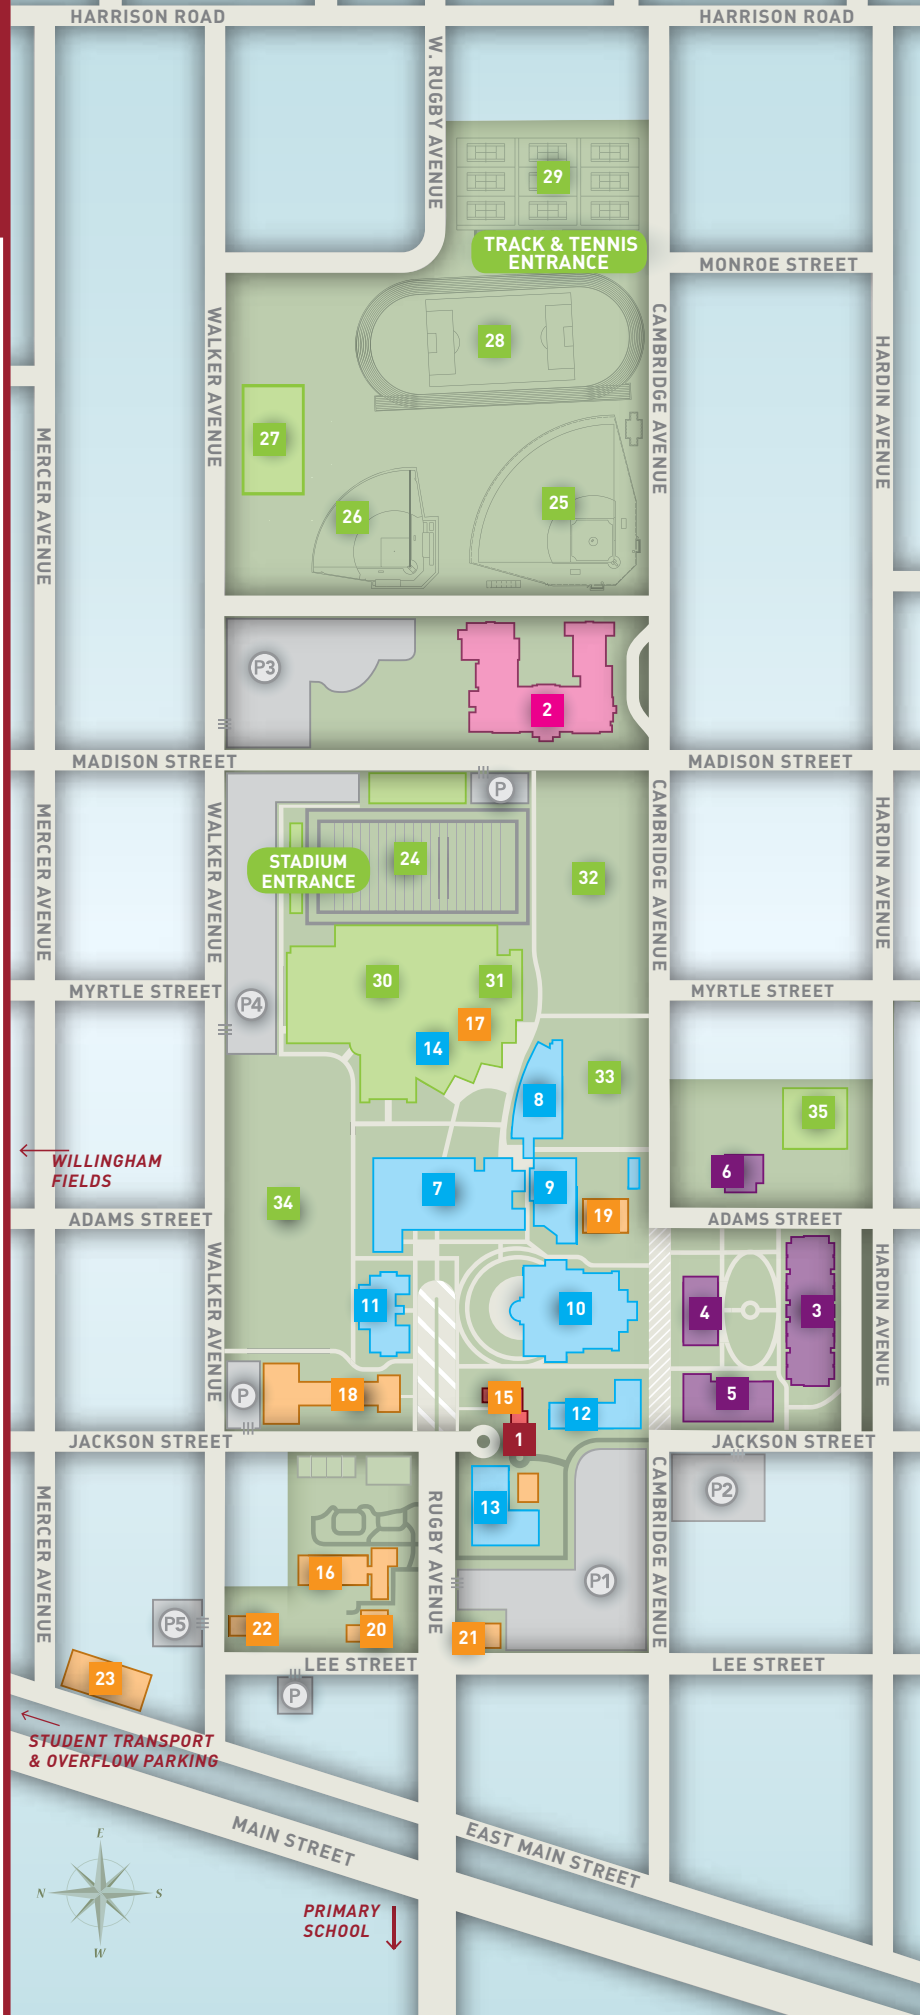 HARRISON ROAD
HARRISON ROAD
W. RUGBY AVENUE
29
TRACK & TENNIS
ENTRANCE
MONROE STREET
WALKER AVENUE
28
CAMBRIDGE AVENUE
HARDIN AVENUE
MERCER AVENUE
27
26
25
P3
2
MADISON STREET
MADISON STREET
P
MERCER AVENUE
WALKER AVENUE
STADIUM
ENTRANCE
24
32
CAMBRIDGE AVENUE
HARDIN AVENUE
30
31
MYRTLE STREET
MYRTLE STREET
P4
17
14
33
8
35
WILLINGHAM
FIELDS
6
7
9
34
19
ADAMS STREET
ADAMS STREET
WALKER AVENUE
11
10
4
3
HARDIN AVENUE
P
18
15
12
5
JACKSON STREET
1
JACKSON STREET
MERCER AVENUE
RUGBY AVENUE
13
CAMBRIDGE AVENUE
P2
16
P1
P5
22
20
21
LEE STREET
LEE STREET
23
P
STUDENT TRANSPORT
& OVERFLOW PARKING
MAIN STREET
EAST MAIN STREET
E
N
S
W
PRIMARY
SCHOOL